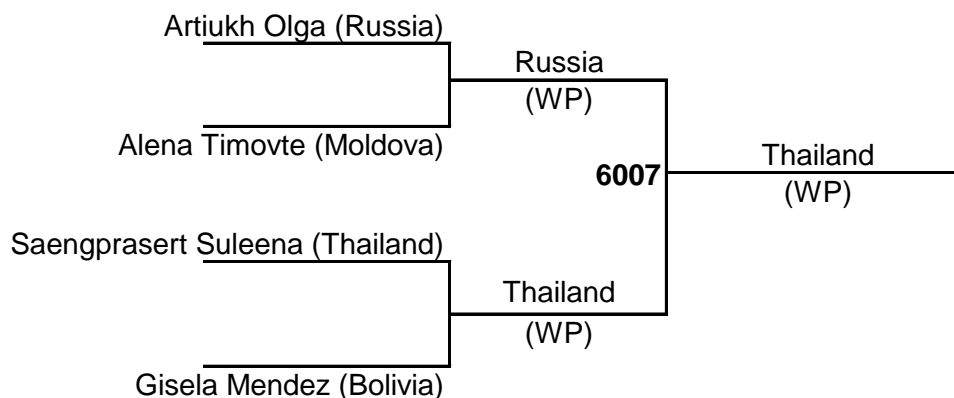 Artiukh Olga (Russia)
Russia
(WP)
Alena Timovte (Moldova)
6007
Thailand
(WP)
Saengprasert Suleena (Thailand)
Thailand
(WP)
Gisela Mendez (Bolivia)